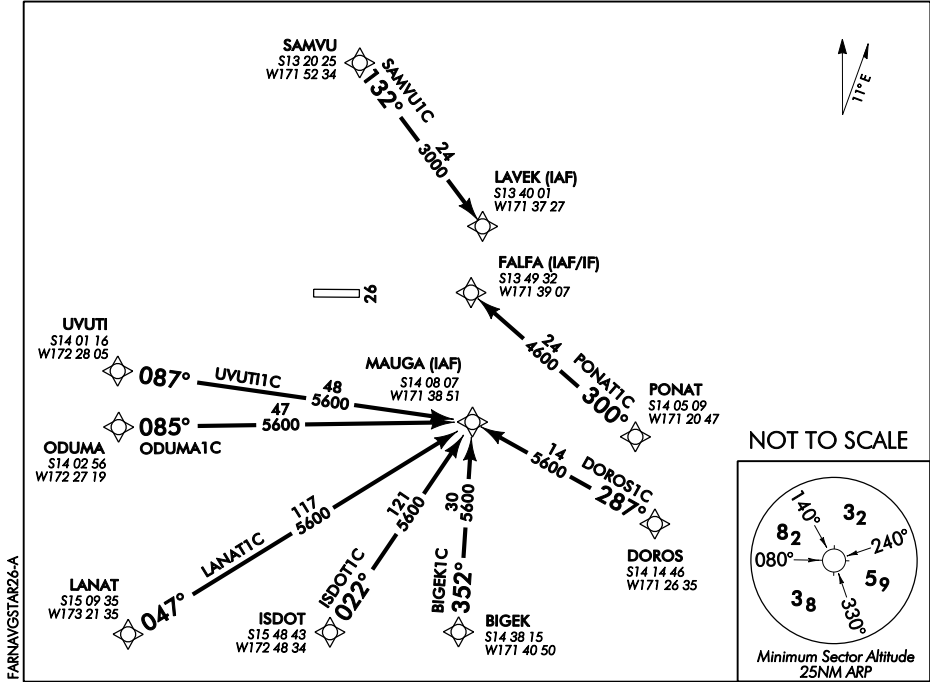 SAMVU
S13 20 25
W171 52 34
SAMVU1C
132°
24
3000
11°E
LAVEK (IAF)
S13 40 01
W171 37 27
FALFA (IAF/IF)
S13 49 32
W171 39 07
26
UVUTI
S14 01 16
W172 28 05
087°
UVUTI1C
48
5600
MAUGA (IAF)
S14 08 07
W171 38 51
24
4600
PONAT1C
300°
PONAT
S14 05 09
W171 20 47
ODUMA
S14 02 56
W172 27 19
085°
ODUMA1C
47
5600
NOT TO SCALE
14
5600
DOROS1C
287°
DOROS
S14 14 46
W171 26 35
LANAT
S15 09 35
W173 21 35
047°
LANAT1C
117
5600
ISDOT
S15 48 43
W172 48 34
ISDOT1C
022°
121
5600
BIGEK1C
352°
30
5600
BIGEK
S14 38 15
W171 40 50
140°
32
82
240°
080°
59
38
330°
Minimum Sector Altitude
25NM ARP
FARNAVGSTAR26-A